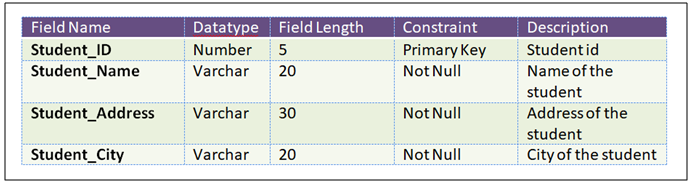 Field Name Datatype Field Length Constraint Description
Student_ID Number 5 Primary Key Student id
Student_Name Varchar 20 Not Null Name of the
student
Student_Address Varchar 30 Not Null Address of the
student
Student_City Varchar 20 Not Null City of the student